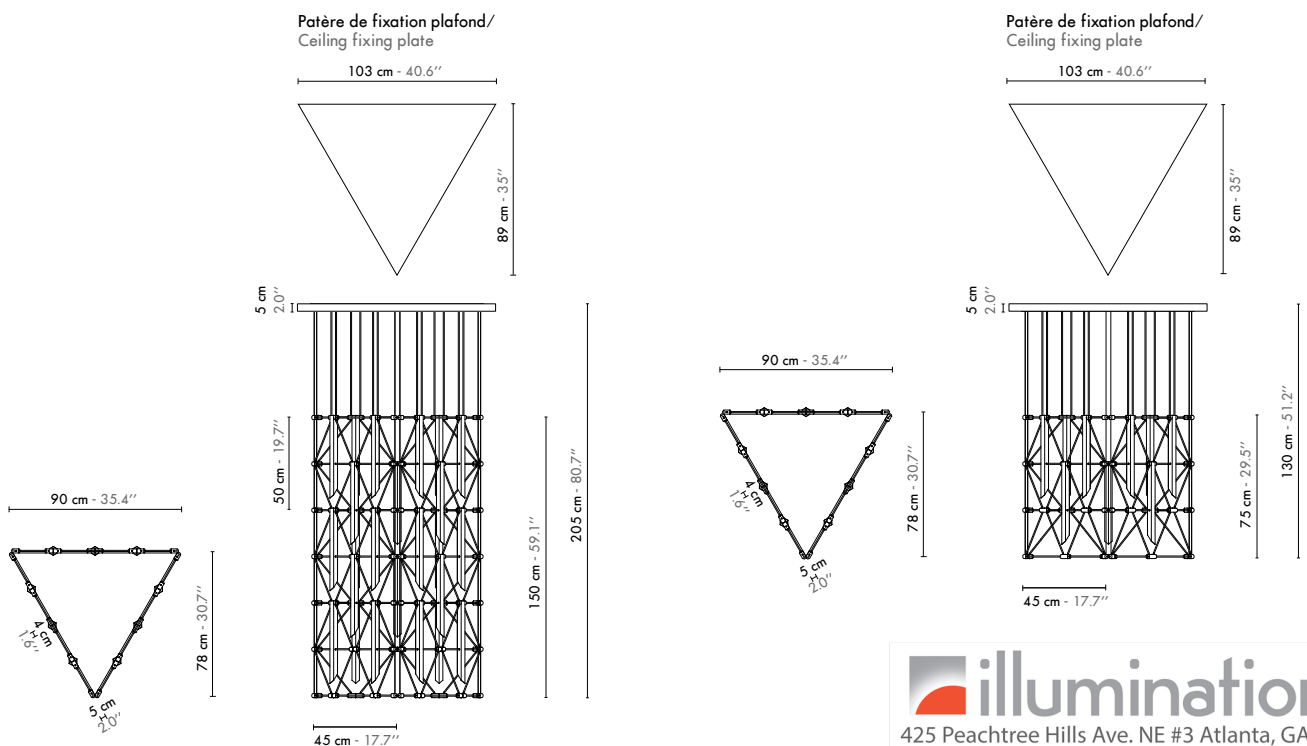 Patère de fixation plafond/
Ceiling fixing plate
103 cm - 40.6’’
89 cm - 35’’
5 cm
2.0’’
90 cm - 35.4’’
78 cm - 30.7’’
4 cm
1.6’’
5 cm
2.0’’
50 cm - 19.7’’
150 cm - 59.1’’
205 cm - 80.7’’
45 cm - 17.7’’
Patère de fixation plafond/
Ceiling fixing plate
103 cm - 40.6’’
89 cm - 35’’
5 cm
2.0’’
90 cm - 35.4’’
78 cm - 30.7’’
4 cm
1.6’’
5 cm
2.0’’
75 cm - 29.5’’
130 cm - 51.2’’
45 cm - 17.7’’
illumination
425 Peachtree Hills Ave. NE #3 Atlanta, GA